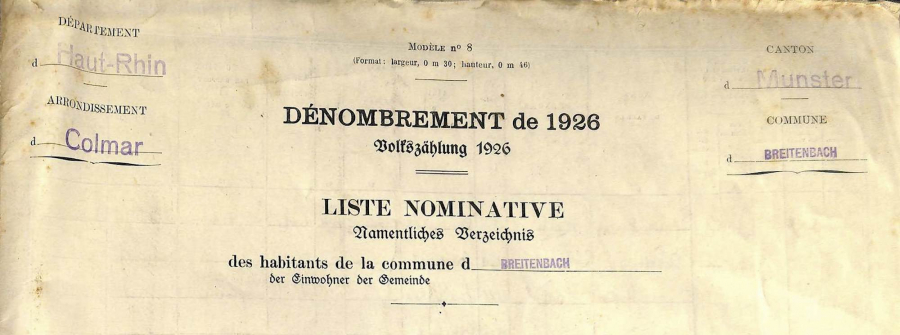 DÉPARTEMENT
d Haut-Rhin
ARRONDISSEMENT
d Colmar
MODÈLE nº 8
(Format: largeur, 0 m 30; hauteur, 0 m 46)
DÉNOMBREMENT de 1926
Volkszählung 1926
LISTE NOMINATIVE
Namentliches Verzeichnis
des habitants de la commune d BREITENBACH
der Einwohner der Gemeinde
CANTON
d Munster
COMMUNE
d BREITENBACH